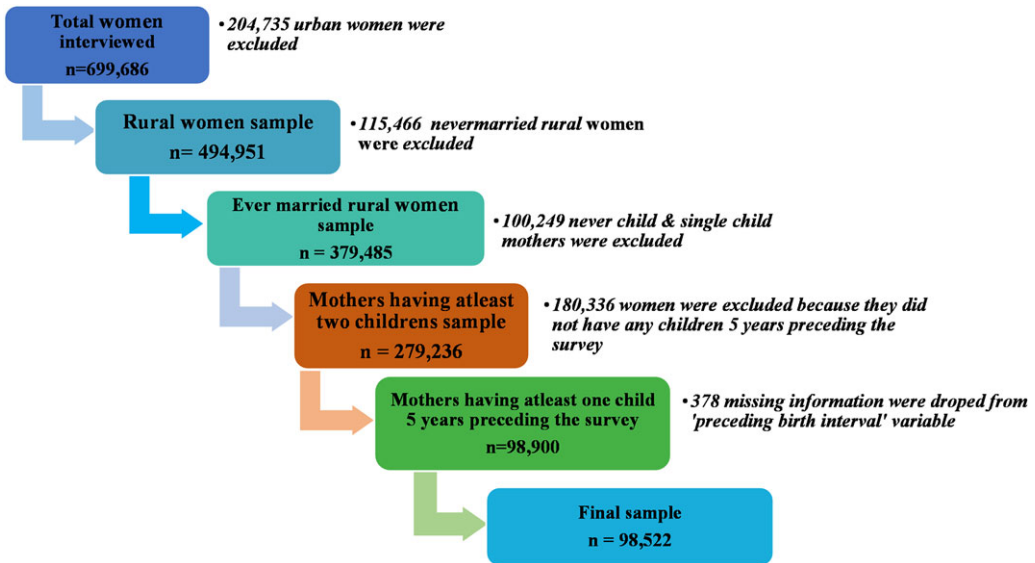 Total women
interviewed
n=699,686
• 204,735 urban women were
excluded
Rural women sample
n= 494,951
• 115,466 nevermarried rural women
were excluded
Ever married rural women
sample
n = 379,485
• 100,249 never child & single child
mothers were excluded
Mothers having atleast
two childrens sample
n = 279,236
• 180,336 women were excluded because they did
not have any children 5 years preceding the
survey
Mothers having atleast one child
5 years preceding the survey
n=98,900
• 378 missing information were droped from
'preceding birth interval' variable
Final sample
n = 98,522